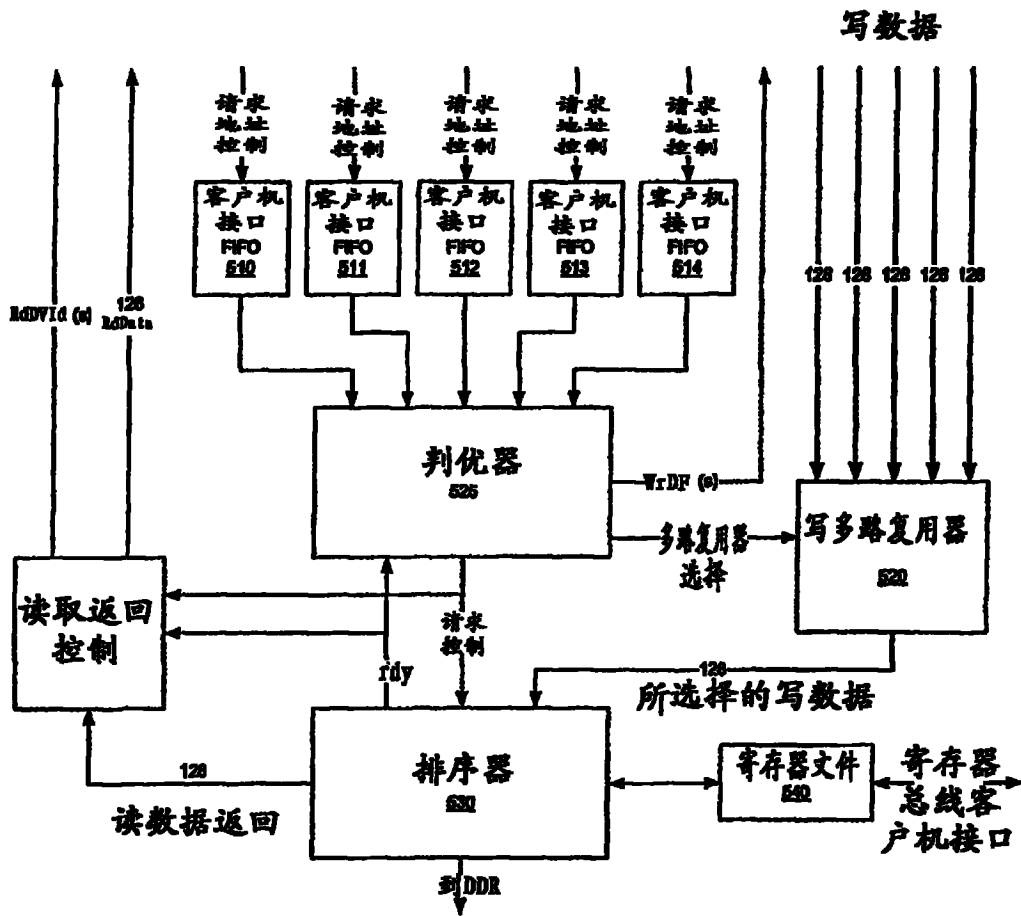 写数据
请求
地址
控制
请求
地址
控制
请求
地址
控制
请求
地址
控制
请求
地址
控制
客户机
接口
FIFO
510
客户机
接口
FIFO
511
客户机
接口
FIFO
512
客户机
接口
FIFO
513
客户机
接口
FIFO
514
128
128
128
128
128
RdDVld (s)
128
RdData
判优器
525
WrDF (s)
多路复用器
选择
写多路复用器
520
读取返回
控制
请求
控制
rdy
128
所选择的写数据
128
读数据返回
排序器
530
寄存器文件
540
寄存器
总线客
户机接口
到DDR